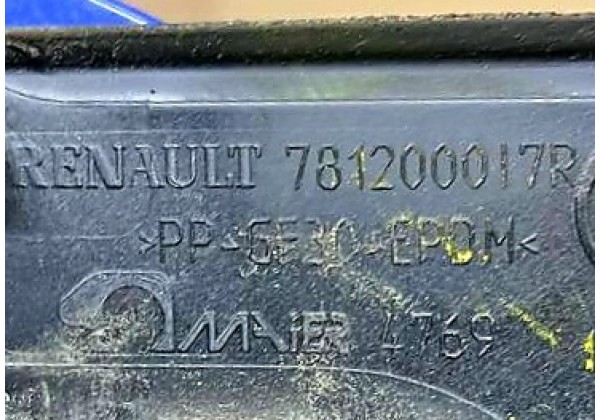 RENAULT 781200017R
>PP-GF30-EPDM<
MAIER 4769